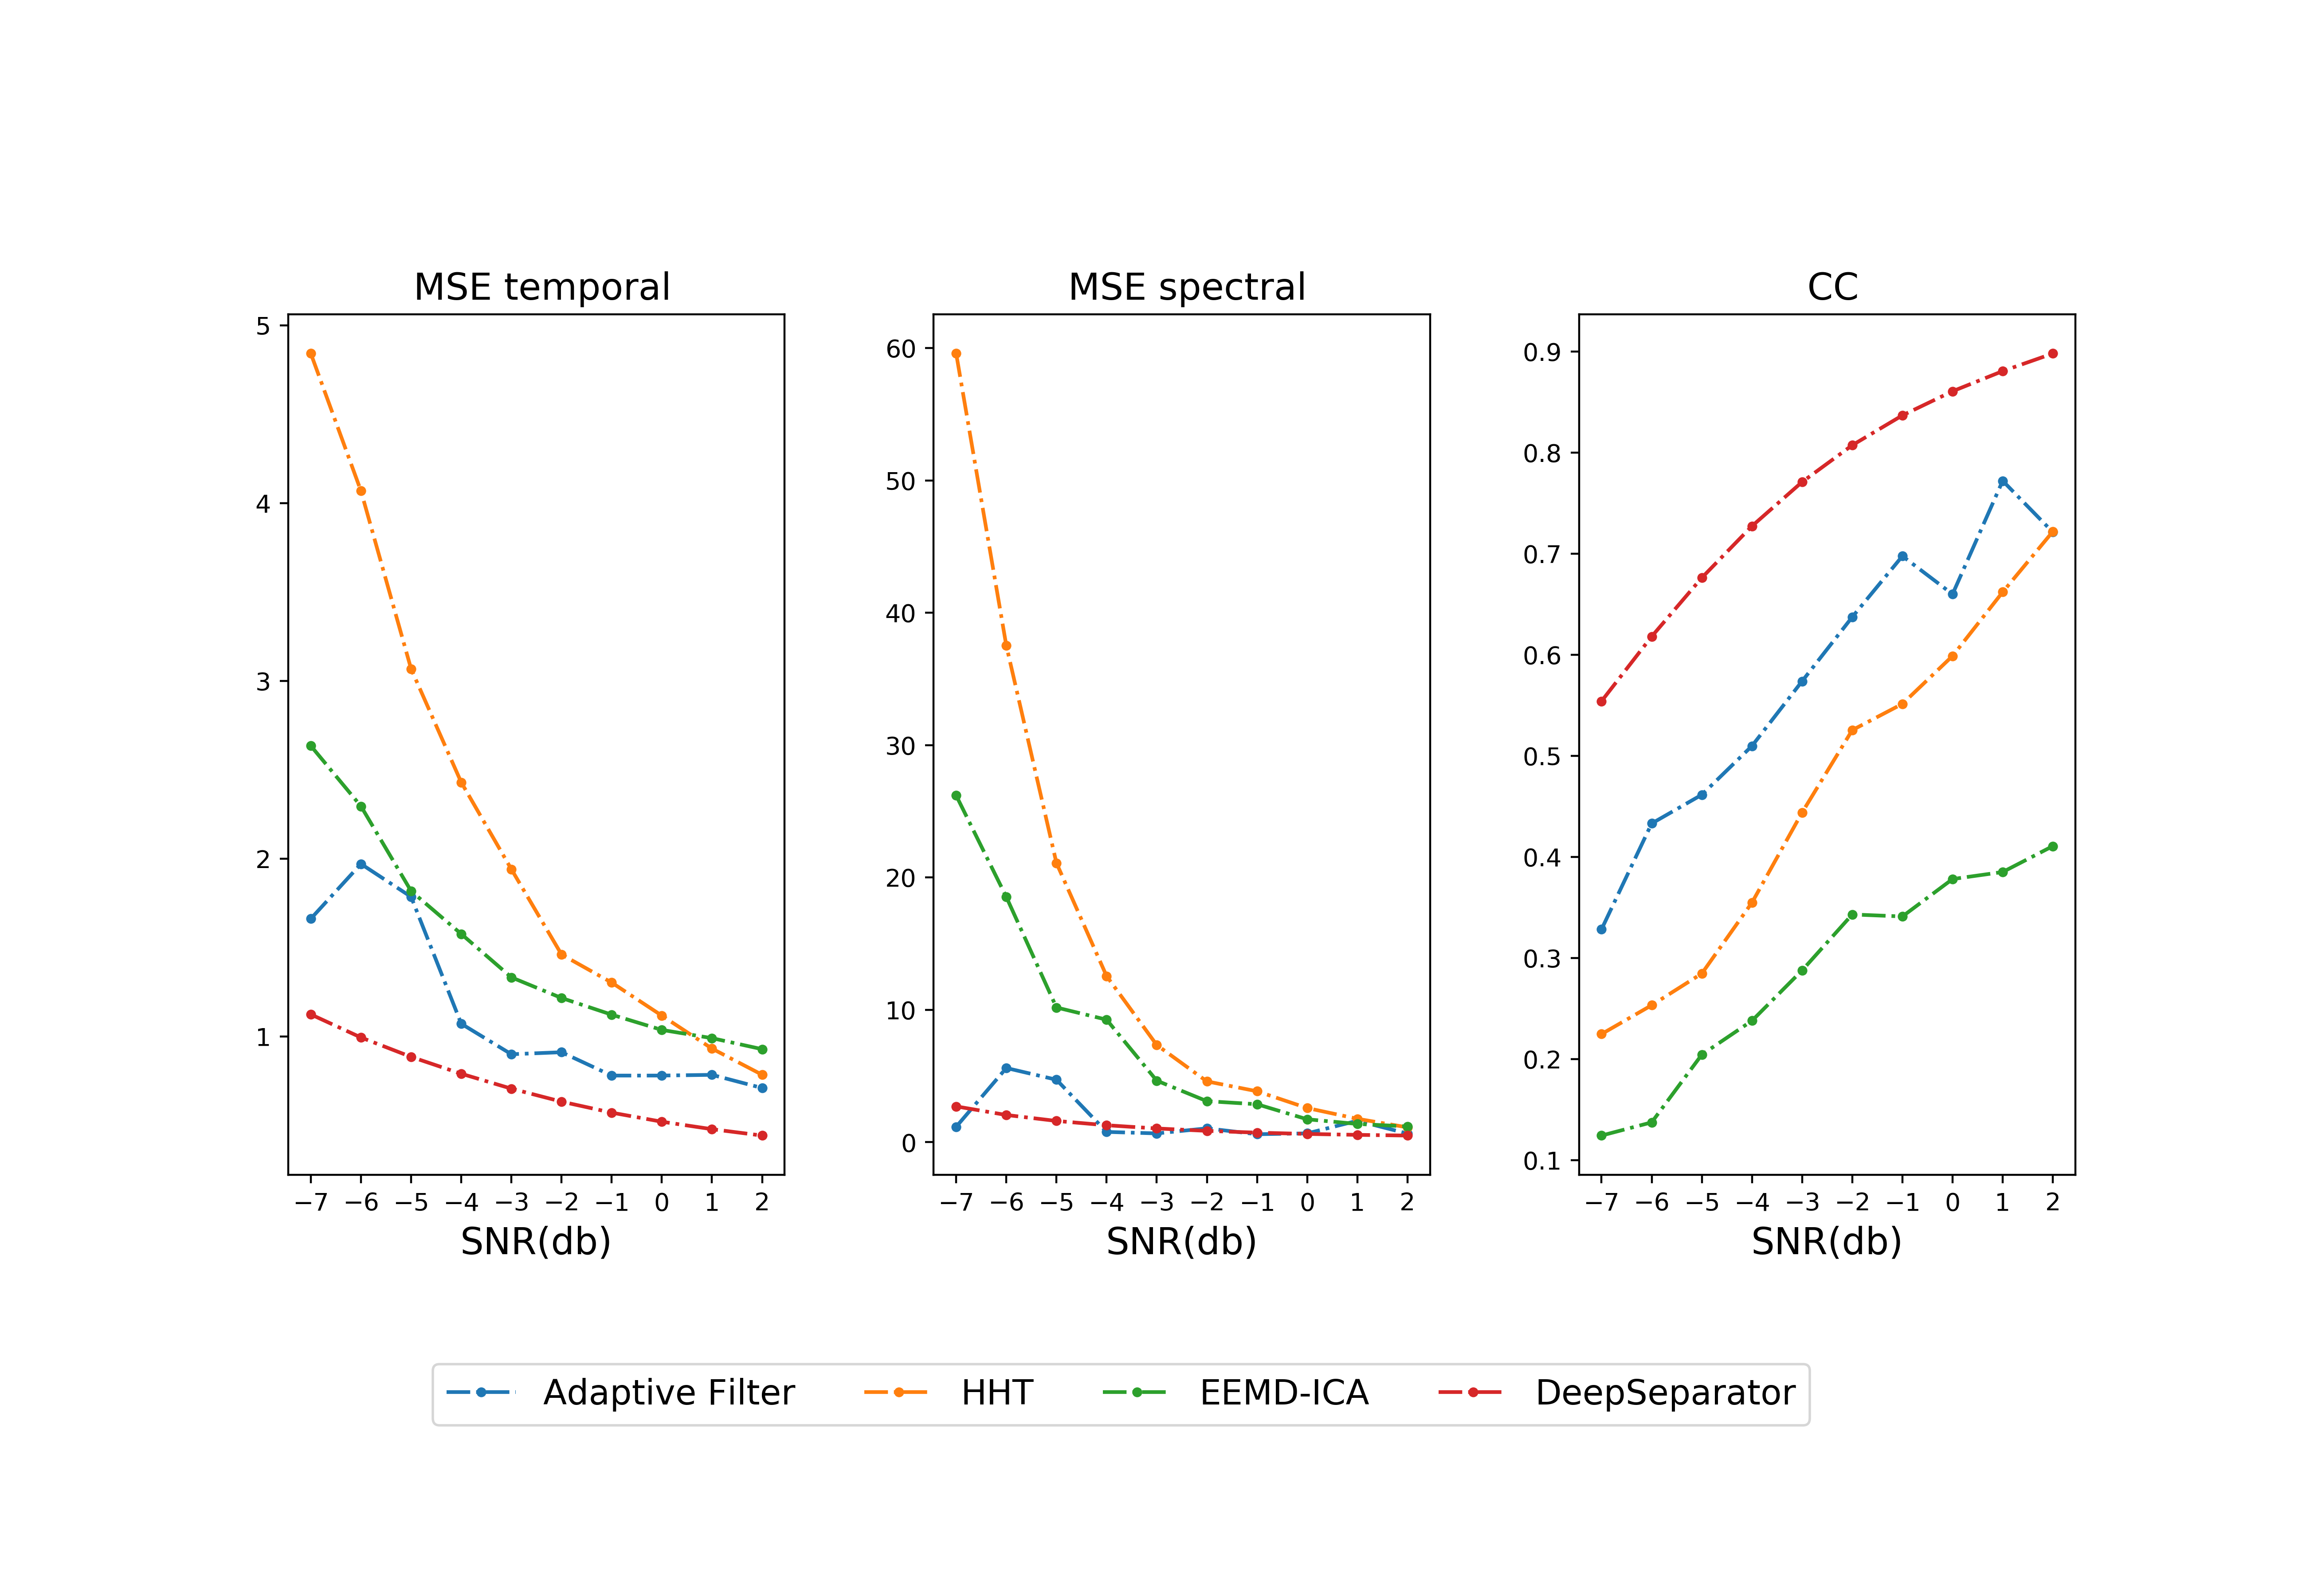 MSE temporal
5
4
3
2
1
−7 −6 −5 −4 −3 −2 −1 0 1 2
SNR(db)
MSE spectral
60
50
40
30
20
10
0
−7 −6 −5 −4 −3 −2 −1 0 1 2
SNR(db)
CC
0.9
0.8
0.7
0.6
0.5
0.4
0.3
0.2
0.1
−7 −6 −5 −4 −3 −2 −1 0 1 2
SNR(db)
Adaptive Filter HHT EEMD-ICA DeepSeparator